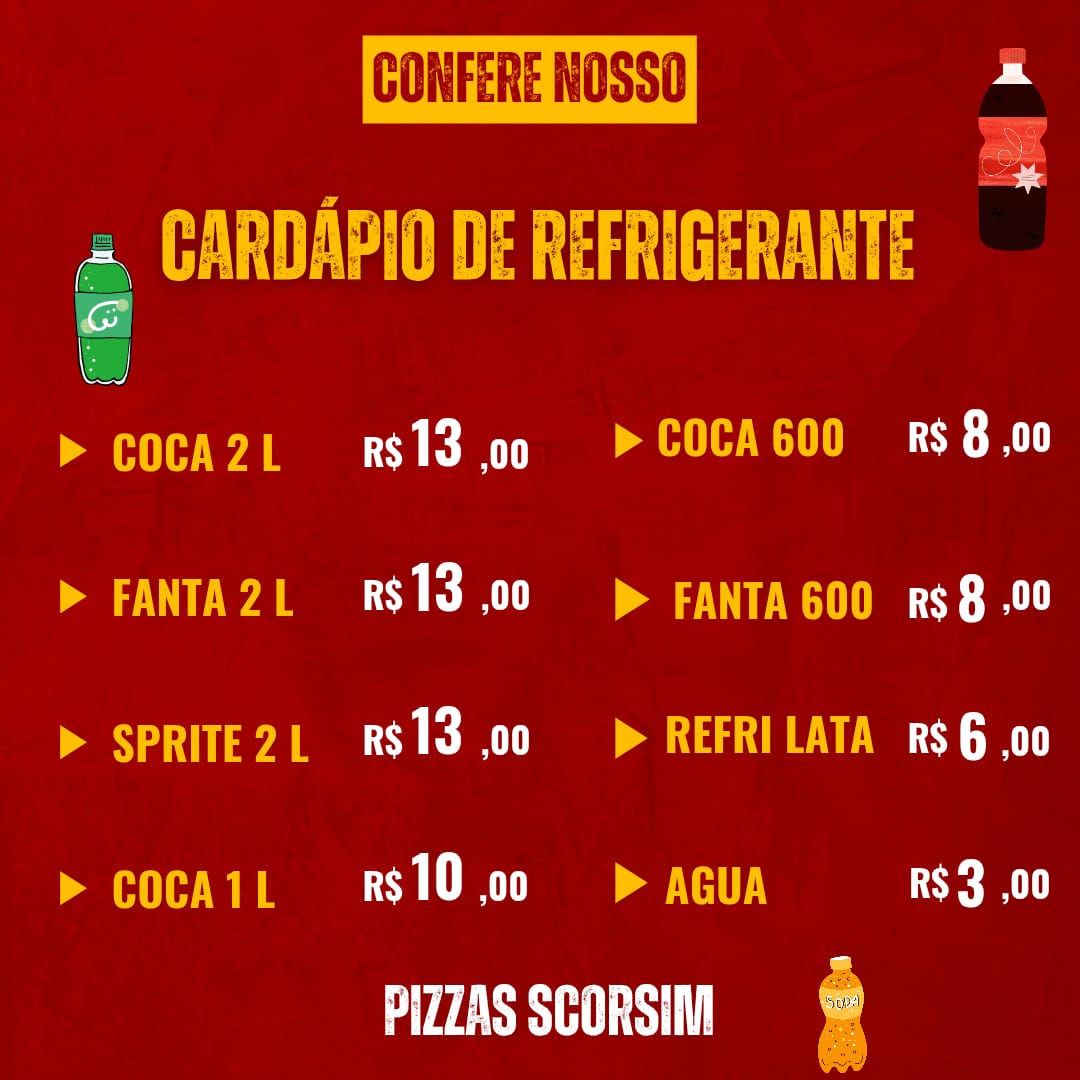 CONFERE NOSSO
CARDÁPIO DE REFRIGERANTE
COCA 2 L R$ 13 ,00
FANTA 2 L R$ 13 ,00
SPRITE 2 L R$ 13 ,00
COCA 1 L R$ 10 ,00
COCA 600 R$ 8 ,00
FANTA 600 R$ 8 ,00
REFRI LATA R$ 6 ,00
AGUA R$ 3 ,00
PIZZAS SCORSIM
SODA